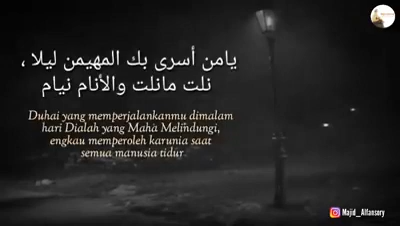 يامن أسرى بك المهيمن ليلا ،
نلت مانلت والأنام نيام
Duhai yang memperjalankanmu dimalam
hari Dialah yang Maha Melindungi,
engkau memperoleh karunia saat
semua manusia tidur
Majid_Alfansory